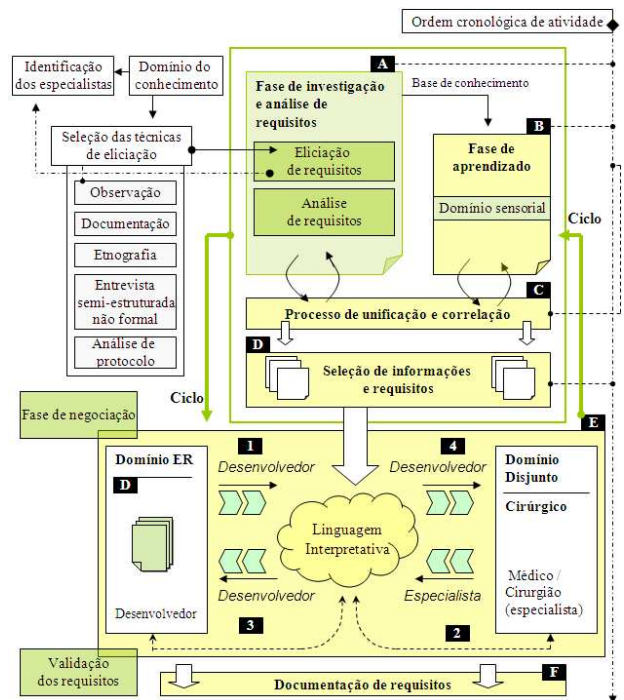 Ordem cronológica de atividade
A
Identificação
dos especialistas
Domínio do
conhecimento
Fase de investigação
e análise de
requisitos
Base de conhecimento
B
Seleção das técnicas
de eliciação
Eliciação
de requisitos
Fase de
aprendizado
Observação
Análise
de requisitos
Domínio sensorial
Documentação
Ciclo
Etnografia
Entrevista
semi-estruturada
não formal
C
Processo de unificação e correlação
Análise de
protocolo
D
Seleção de informações
e requisitos
Ciclo
Fase de negociação
E
1
4
Domínio ER
D
Desenvolvedor
Desenvolvedor
Domínio
Disjunto
Cirúrgico
Linguagem
Interpretativa
Desenvolvedor
Desenvolvedor
Especialista
Médico /
Cirurgião
(especialista)
3
2
Validação
dos requisitos
F
Documentação de requisitos